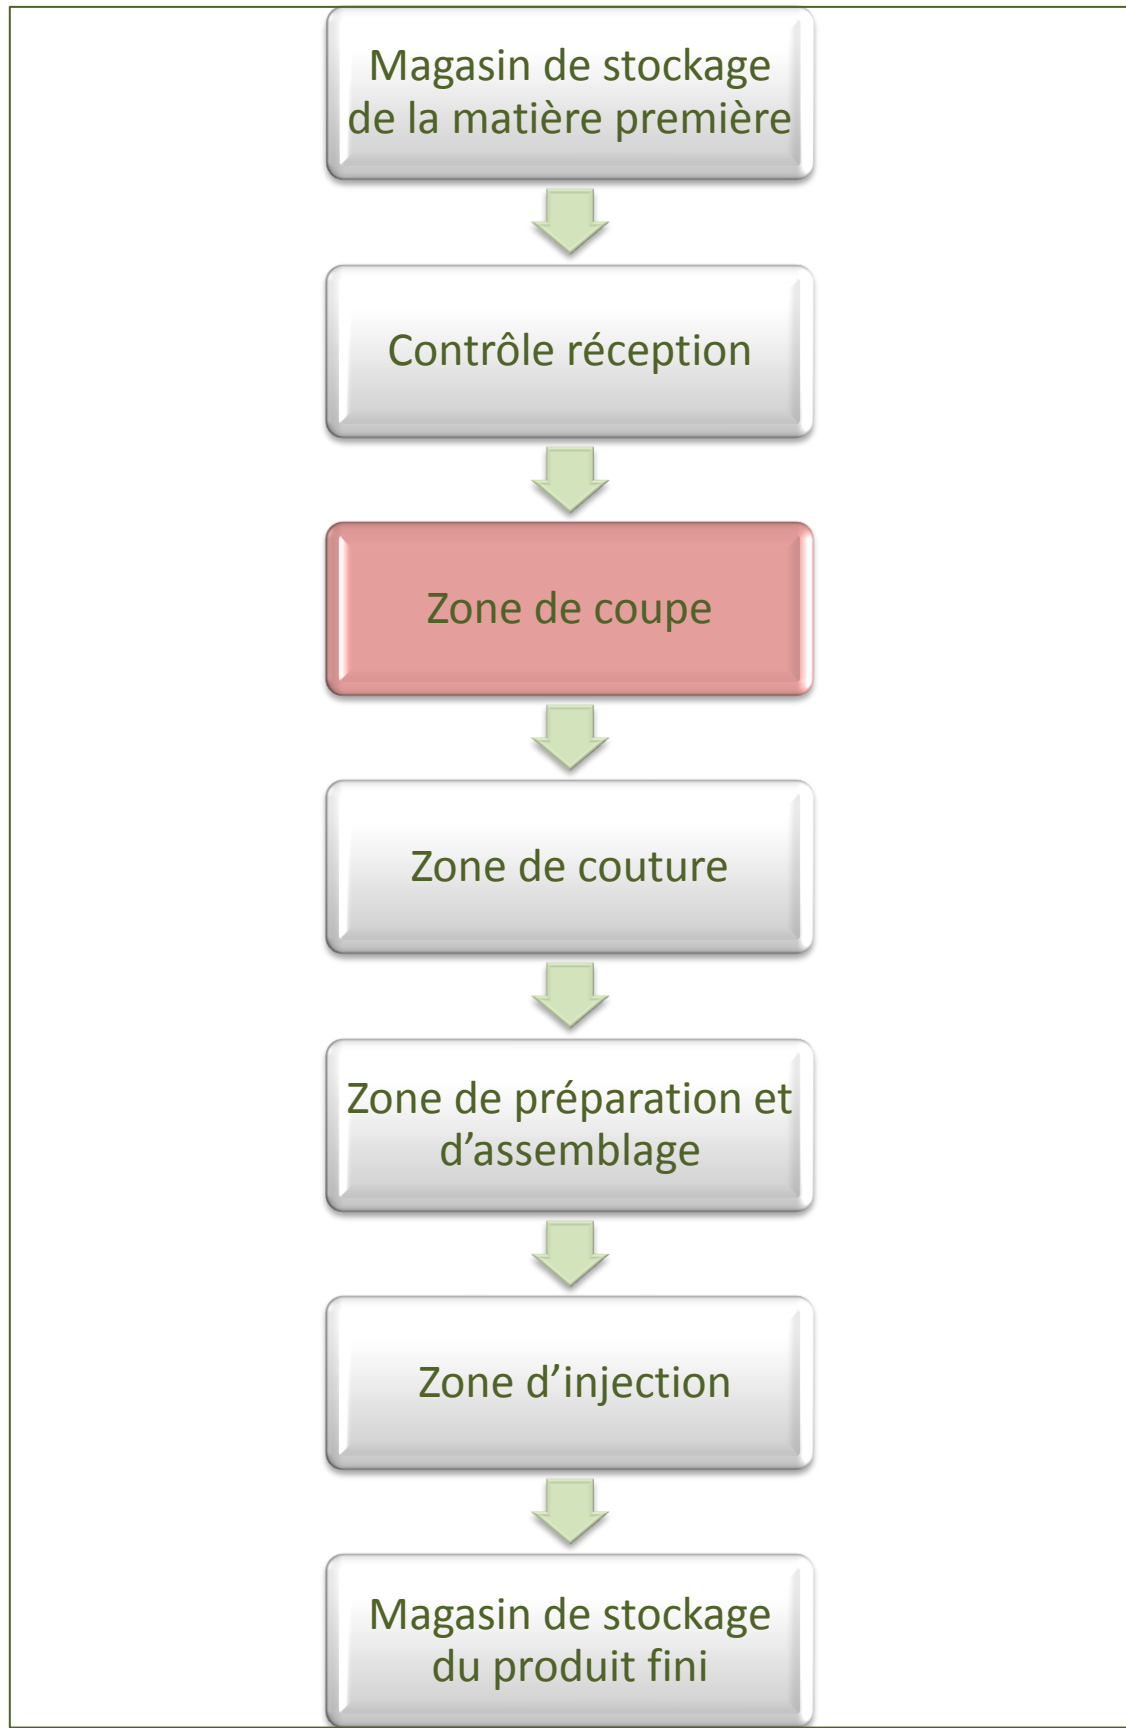 Magasin de stockage
de la matière première
Contrôle réception
Zone de coupe
Zone de couture
Zone de préparation et
d’assemblage
Zone d’injection
Magasin de stockage
du produit fini